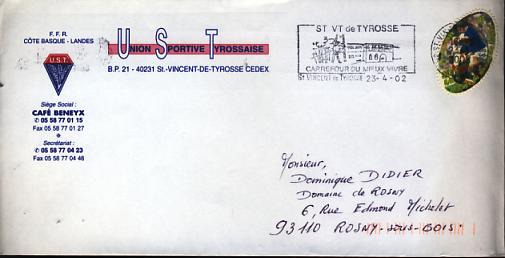 F. F. R.
CÔTE BASQUE - LANDES
U.S.T.
Siège Social :
CAFÉ BENEYX
✆ 05 58 77 01 15
Fax 05 58 77 01 27
Secrétariat :
✆ 05 58 77 04 23
Fax 05 58 77 04 46
UNION SPORTIVE TYROSSAISE
B.P. 21 - 40231 St.-VINCENT-DE-TYROSSE CEDEX
ST VT de TYROSSE
CARREFOUR DU MIEUX VIVRE
St VINCENT de TYROSSE 23-4-02
Monsieur,
Dominique DIDIER
Domaine de ROSNY
6, Rue Edmond Michelet
93110 ROSNY-SOUS-BOIS